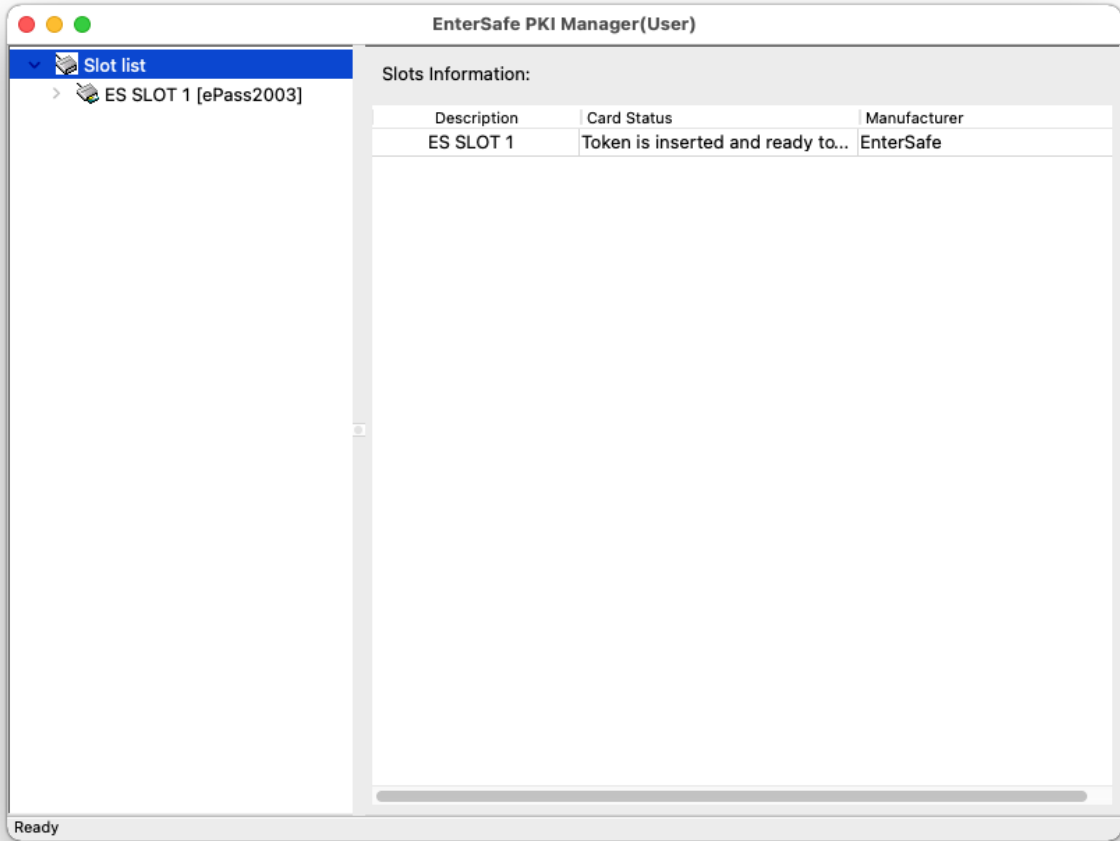 EnterSafe PKI Manager(User)
Slot list
ES SLOT 1 [ePass2003]
Slots Information:
Description Card Status Manufacturer
ES SLOT 1 Token is inserted and ready to... EnterSafe
Ready